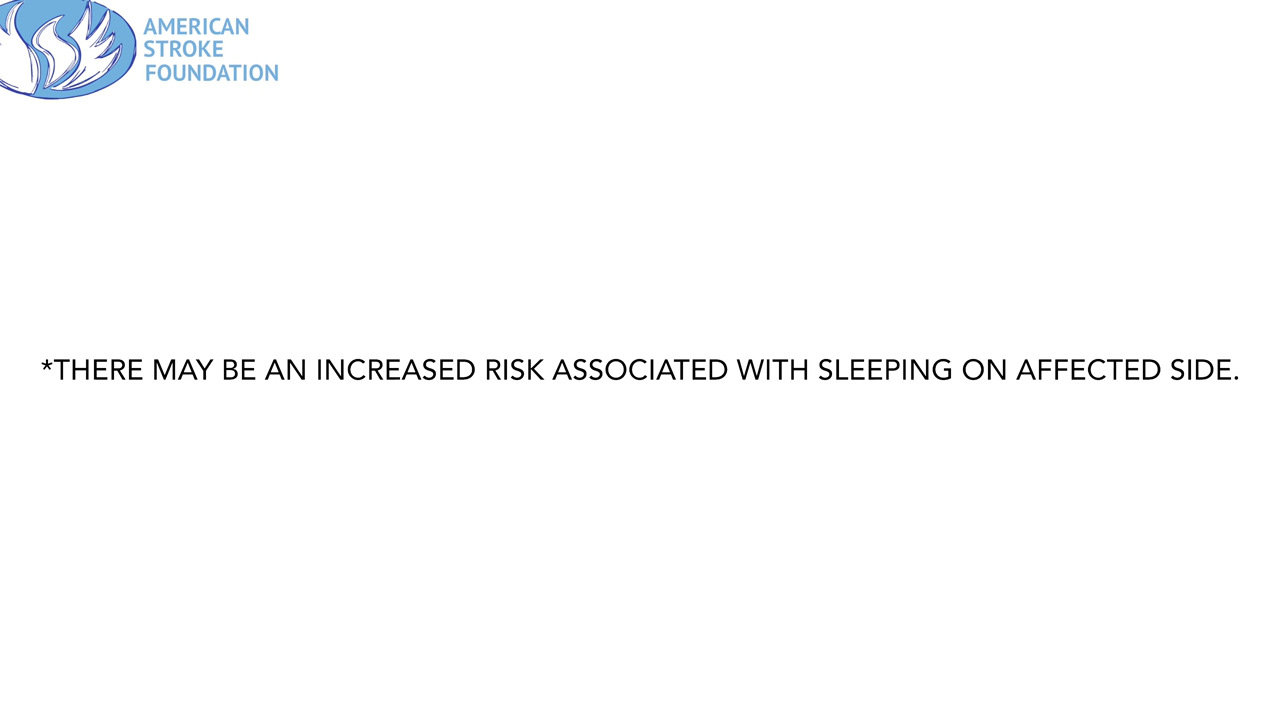 AMERICAN
STROKE
FOUNDATION
*THERE MAY BE AN INCREASED RISK ASSOCIATED WITH SLEEPING ON AFFECTED SIDE.